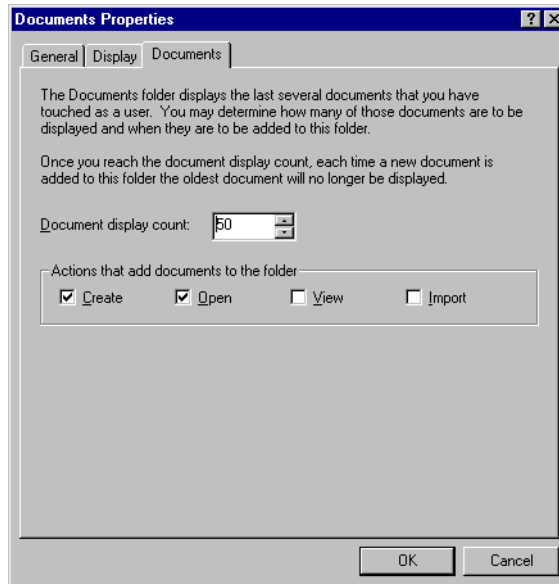 Documents Properties
General Display Documents
The Documents folder displays the last several documents that you have
touched as a user. You may determine how many of those documents are to be
displayed and when they are to be added to this folder.
Once you reach the document display count, each time a new document is
added to this folder the oldest document will no longer be displayed.
Document display count: 50
Actions that add documents to the folder
Create Open View Import
OK Cancel